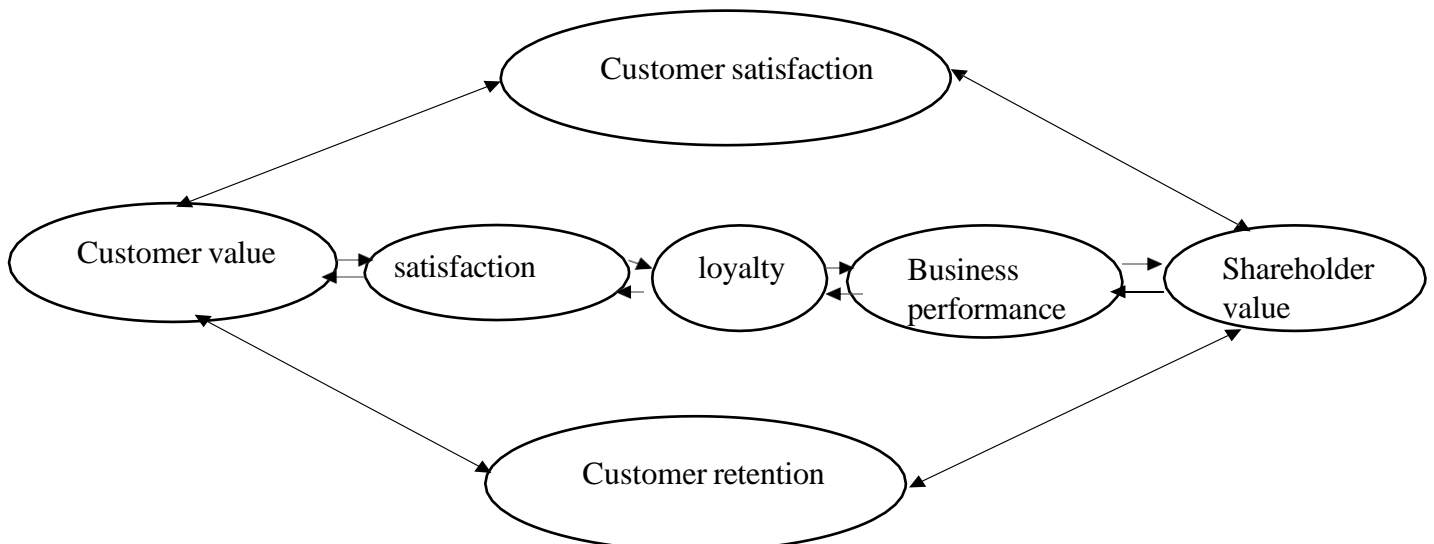 Customer satisfaction
Customer value
satisfaction
loyalty
Business
performance
Shareholder
value
Customer retention